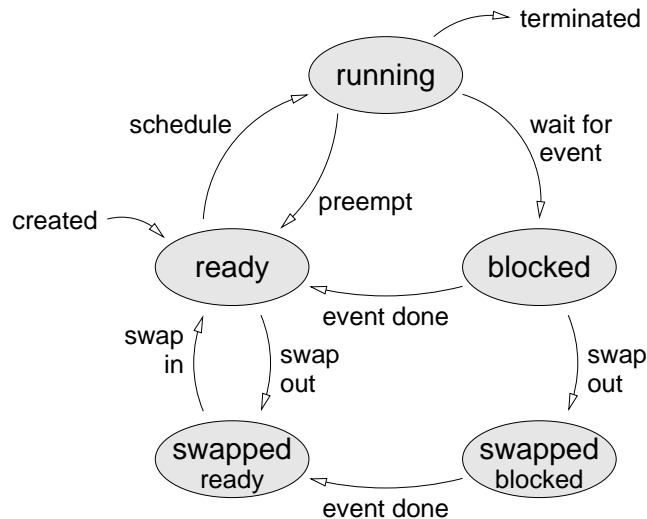 terminated
running
schedule
wait for
event
preempt
created
ready
blocked
event done
swap
in
swap
out
swap
out
swapped
ready
swapped
blocked
event done